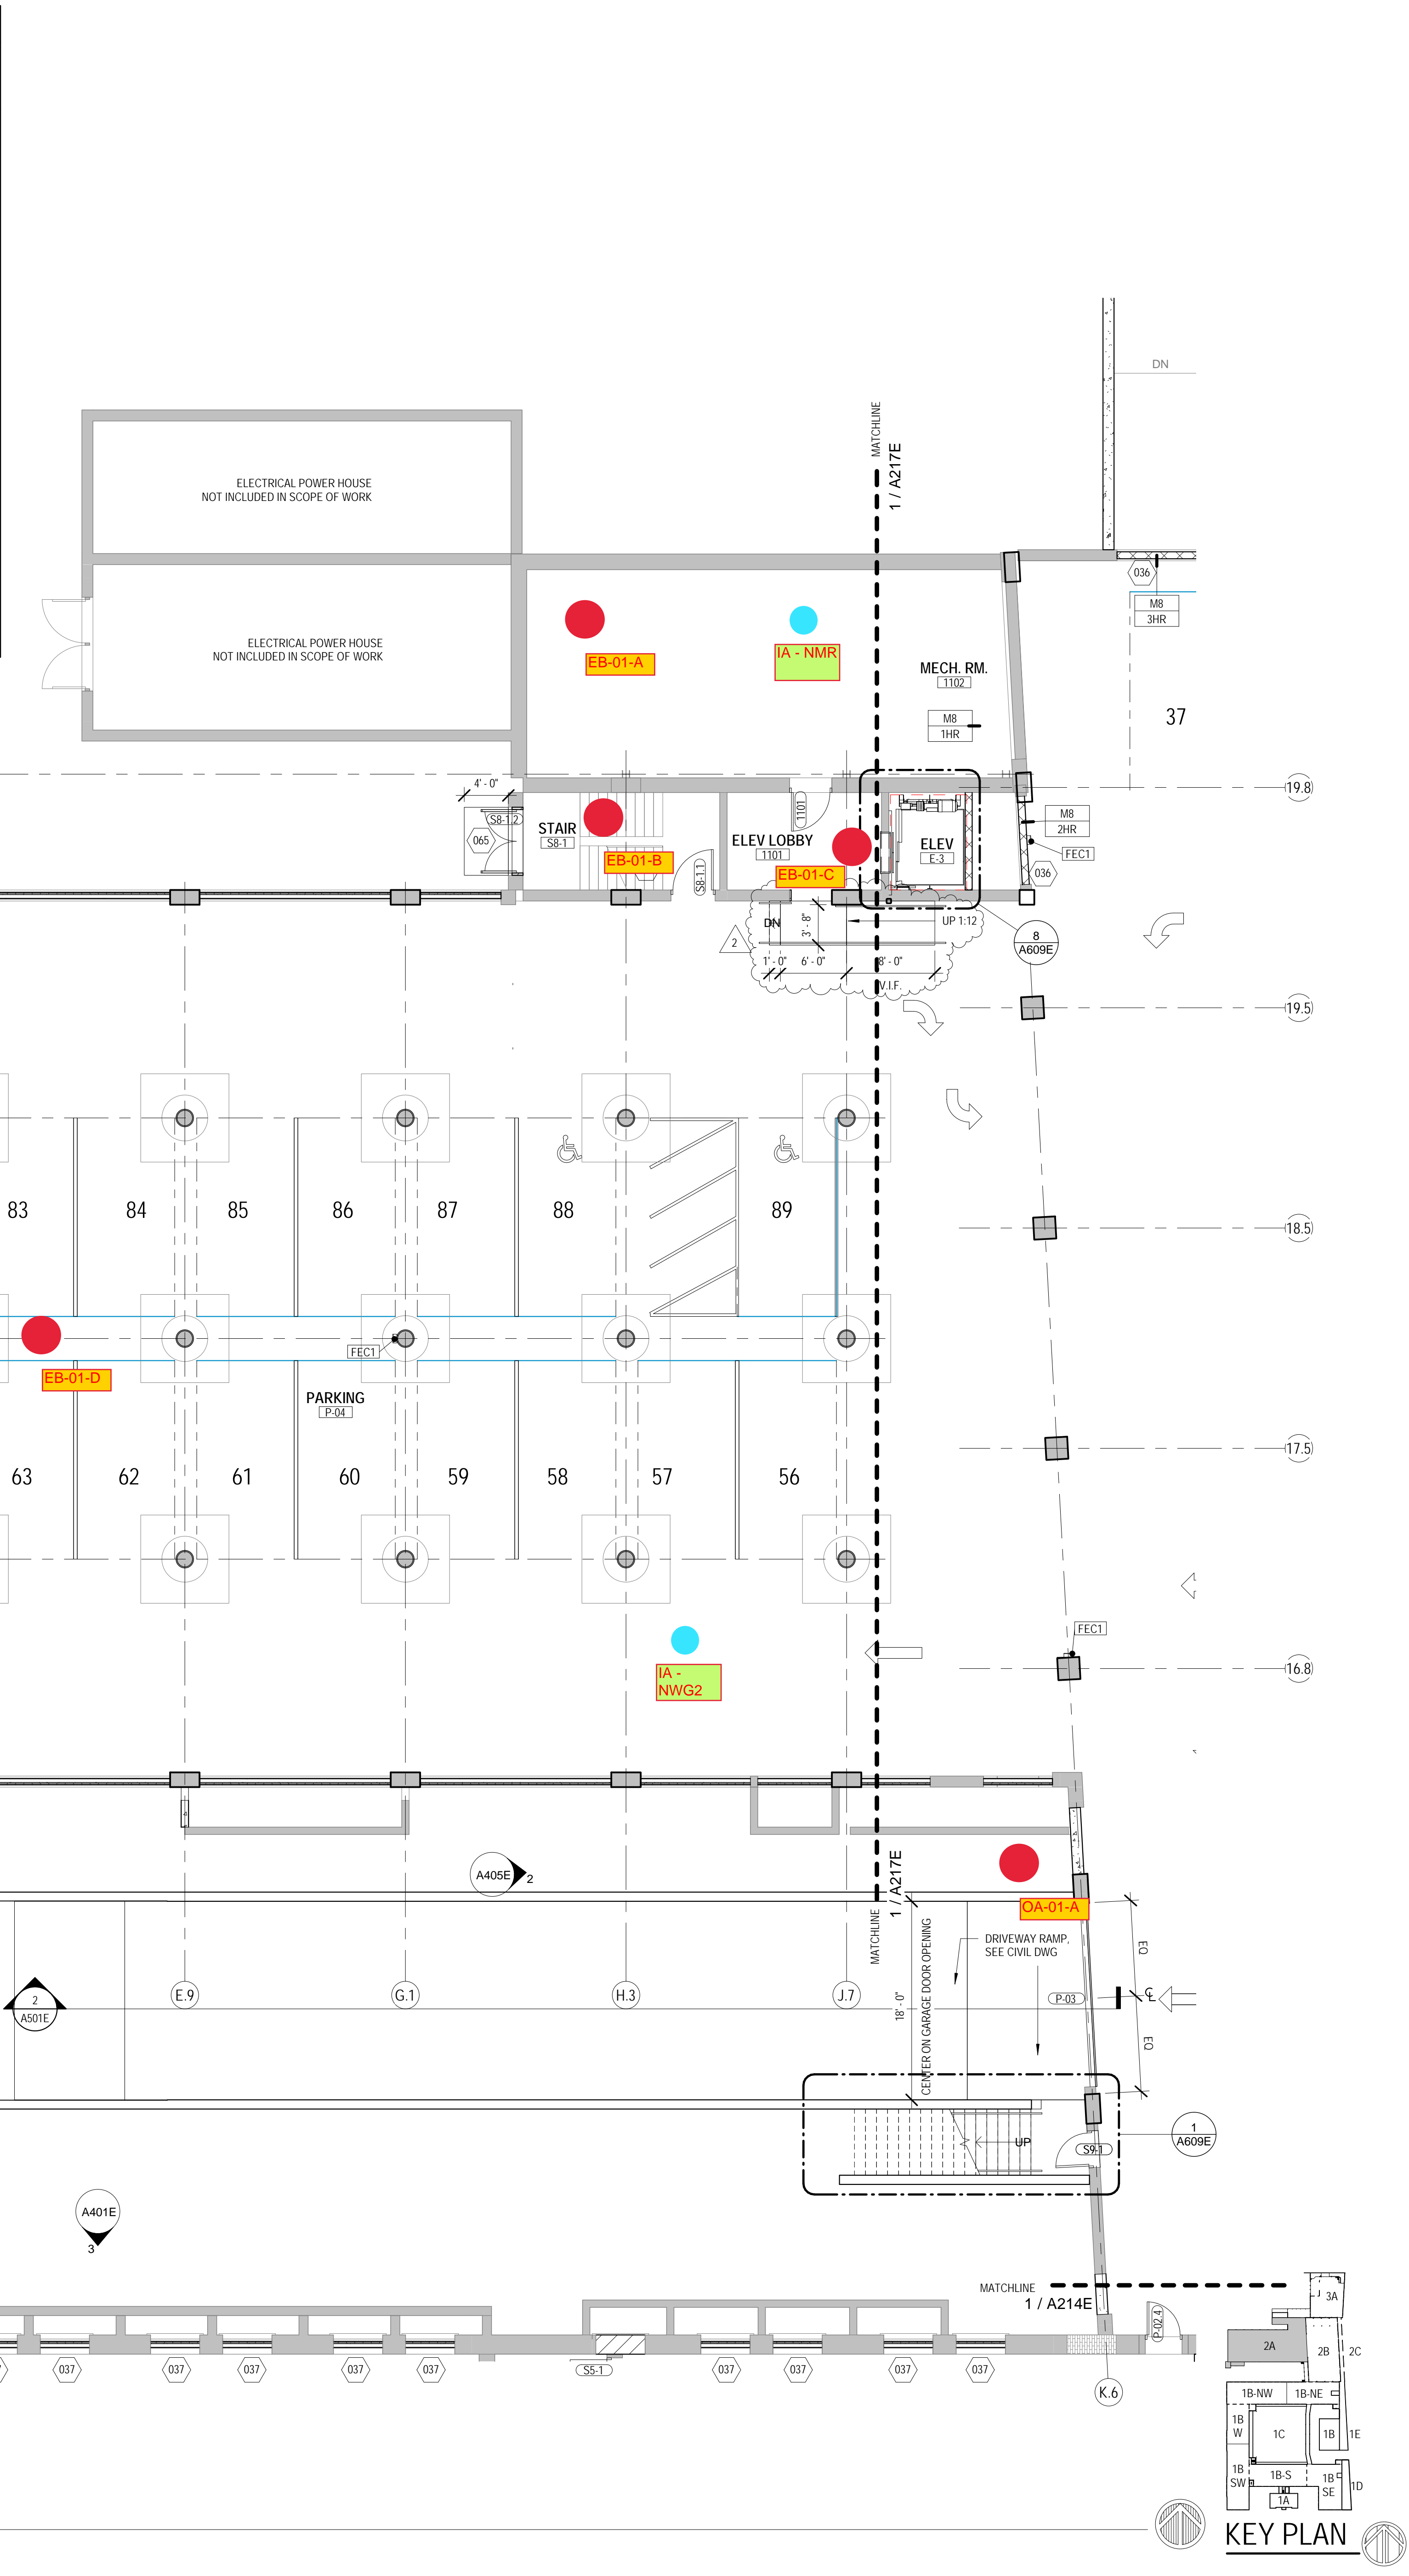 DN
MATCHLINE
1 / A217E
ELECTRICAL POWER HOUSE
NOT INCLUDED IN SCOPE OF WORK
036
M8
3HR
ELECTRICAL POWER HOUSE
NOT INCLUDED IN SCOPE OF WORK
EB-01-A
IA - NMR
MECH. RM.
1102
M8
1HR
37
4' - 0"
19.8
S8-1.2
065
STAIR
S8-1
EB-01-B
S8-1.1
1101
ELEV LOBBY
1101
EB-01-C
ELEV
E-3
M8
2HR
FEC1
036
DN
3' - 8"
UP 1:12
2
1' - 0"
6' - 0"
8' - 0"
V.I.F.
8
A609E
19.5
83
84
85
86
87
88
89
18.5
EB-01-D
FEC1
PARKING
P-04
17.5
63
62
61
60
59
58
57
56
IA -
NWG2
FEC1
16.8
A405E
2
1 / A217E
MATCHLINE
OA-01-A
CENTER ON GARAGE DOOR OPENING
18' - 0"
DRIVEWAY RAMP,
SEE CIVIL DWG
EQ
P-03
CL
EQ
2
A501E
E.9
G.1
H.3
J.7
UP
S9-1
1
A609E
A401E
3
MATCHLINE
1 / A214E
P-02.4
037
037
037
037
037
S5-1
037
037
037
037
K.6
3A
2A
2B
2C
1B-NW
1B-NE
1B
W
1C
1B
1E
1B
SW
1B-S
1B
SE
1D
1A
KEY PLAN